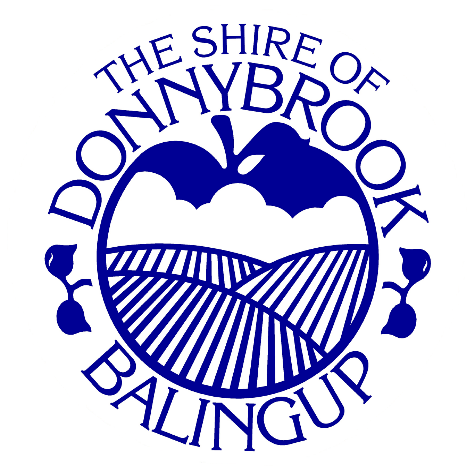 THE SHIRE OF
DONNYBROOK
BALINGUP